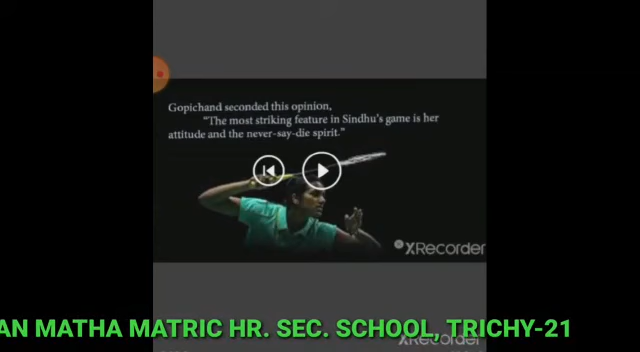 Gopichand seconded this opinion,
"The most striking feature in Sindhu's game is her
attitude and the never-say-die spirit."
XRecorder
AN MATHA MATRIC HR. SEC. SCHOOL, TRICHY-21
XRecorder